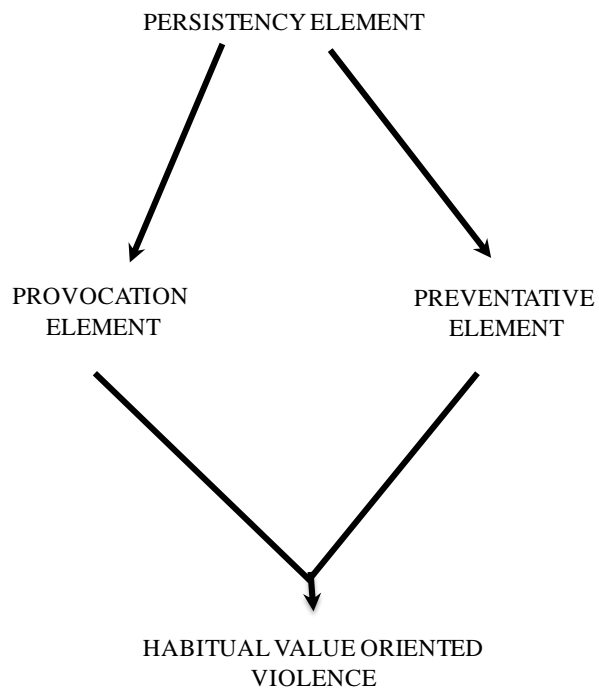 PERSISTENCY ELEMENT
PROVOCATION
ELEMENT
PREVENTATIVE
ELEMENT
HABITUAL VALUE ORIENTED
VIOLENCE